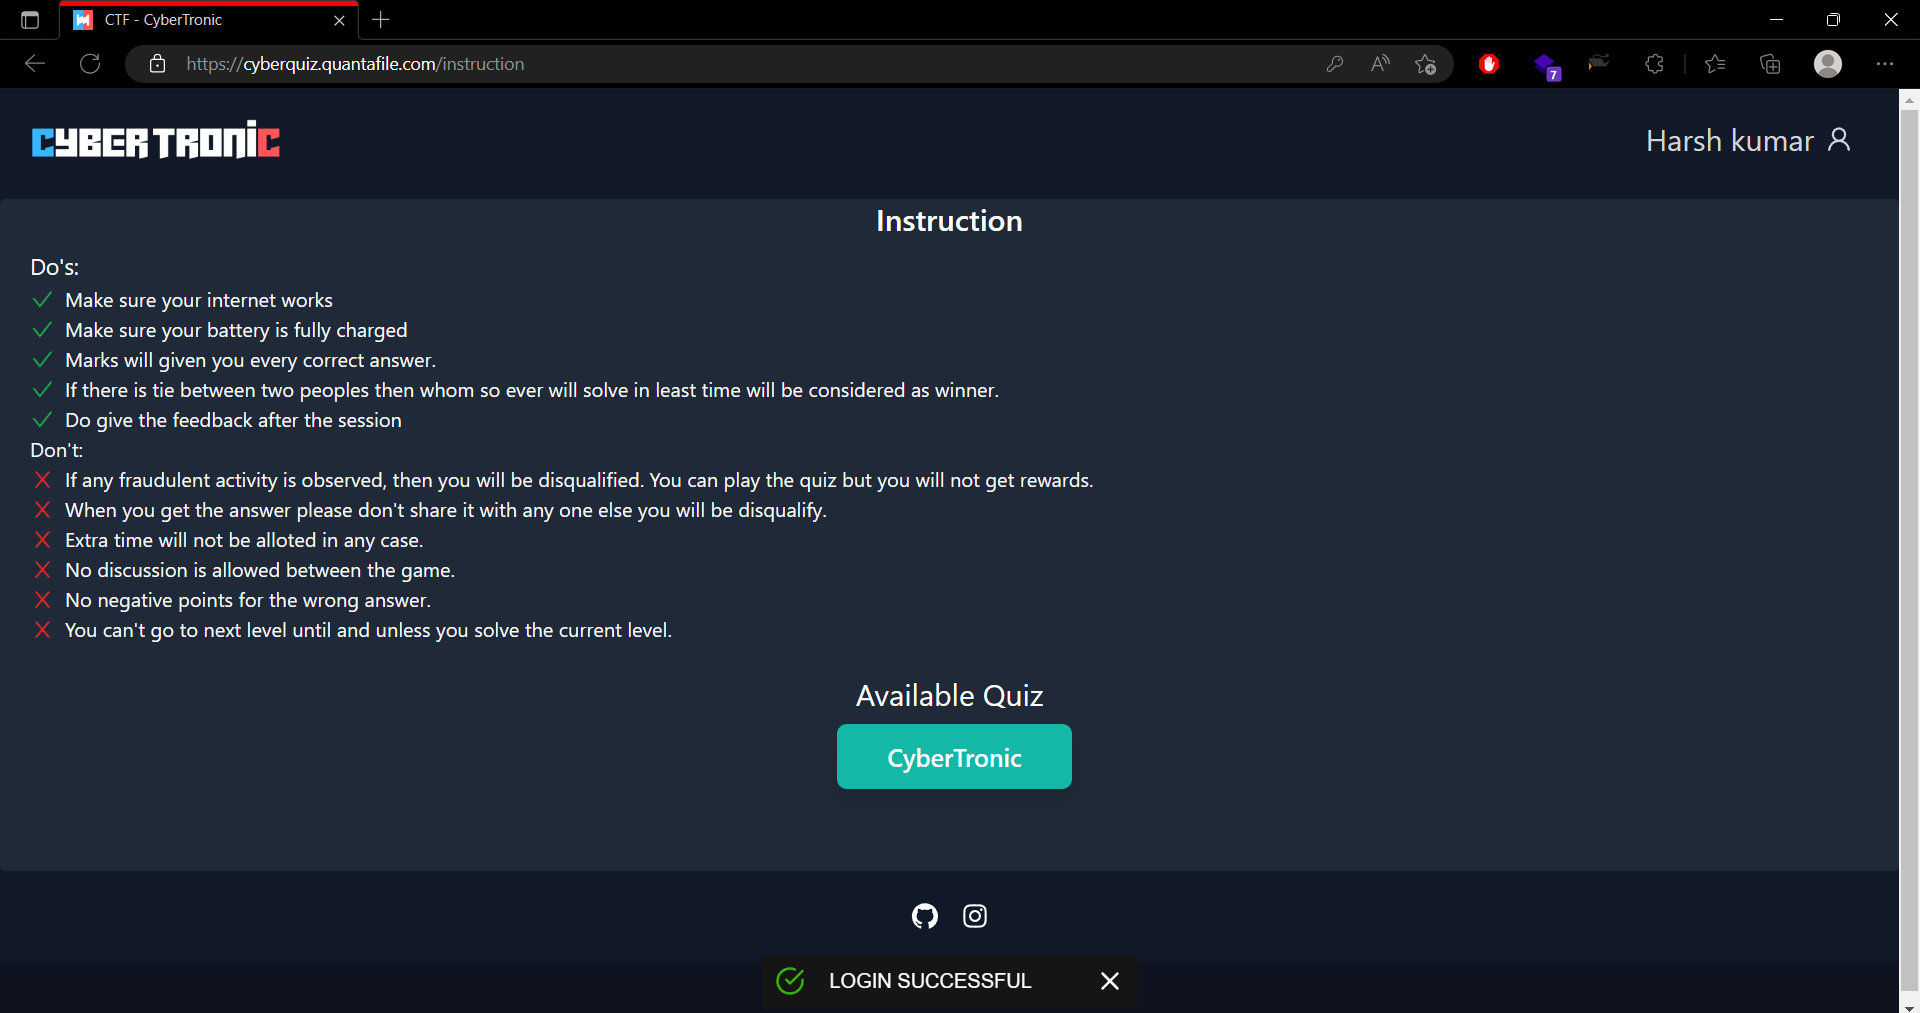 CTF - CyberTronic
https://cyberquiz.quantafile.com/instruction
7
CYBERTRONIC
Harsh kumar
Instruction
Do's:
Make sure your internet works
Make sure your battery is fully charged
Marks will given you every correct answer.
If there is tie between two peoples then whom so ever will solve in least time will be considered as winner.
Do give the feedback after the session
Don't:
If any fraudulent activity is observed, then you will be disqualified. You can play the quiz but you will not get rewards.
When you get the answer please don't share it with any one else you will be disqualify.
Extra time will not be alloted in any case.
No discussion is allowed between the game.
No negative points for the wrong answer.
You can't go to next level until and unless you solve the current level.
Available Quiz
CyberTronic
LOGIN SUCCESSFUL